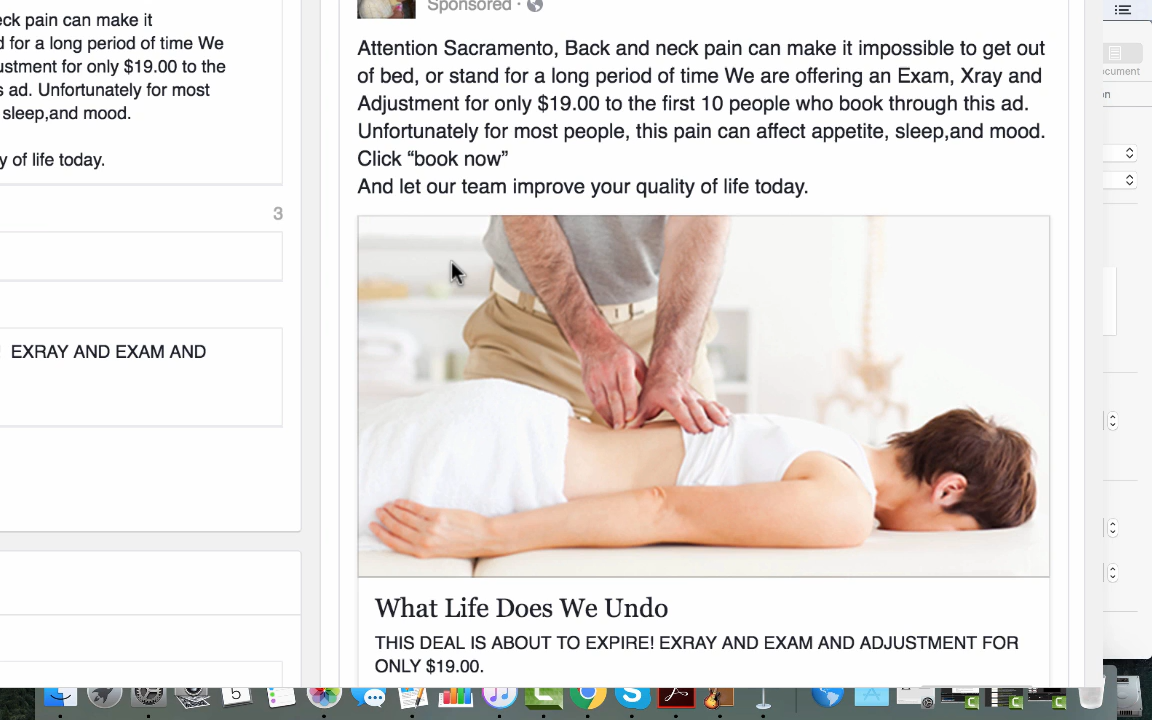 eck pain can make it
d for a long period of time We
ustment for only $19.00 to the
s ad. Unfortunately for most
sleep,and mood.
y of life today.
3
EXRAY AND EXAM AND
Sponsored ·
Attention Sacramento, Back and neck pain can make it impossible to get out
of bed, or stand for a long period of time We are offering an Exam, Xray and
Adjustment for only $19.00 to the first 10 people who book through this ad.
Unfortunately for most people, this pain can affect appetite, sleep,and mood.
Click “book now”
And let our team improve your quality of life today.
What Life Does We Undo
THIS DEAL IS ABOUT TO EXPIRE! EXRAY AND EXAM AND ADJUSTMENT FOR
ONLY $19.00.
cument
on
5